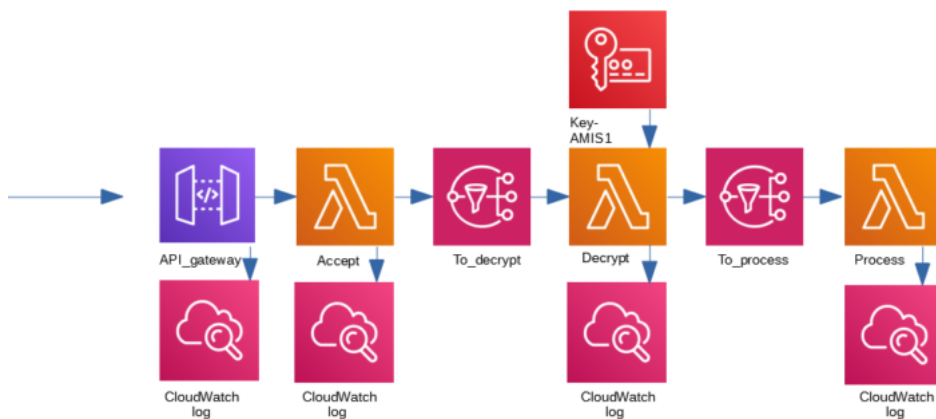 Key-
AMIS1
API_gateway
Accept
To_decrypt
Decrypt
To_process
Process
CloudWatch
log
CloudWatch
log
CloudWatch
log
CloudWatch
log